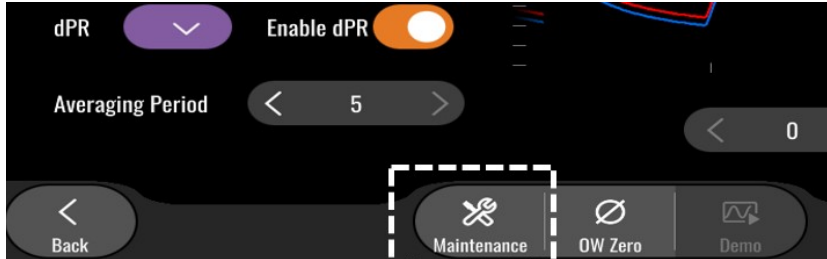 dPR Enable dPR
Averaging Period 5
0
Back Maintenance OW Zero Demo